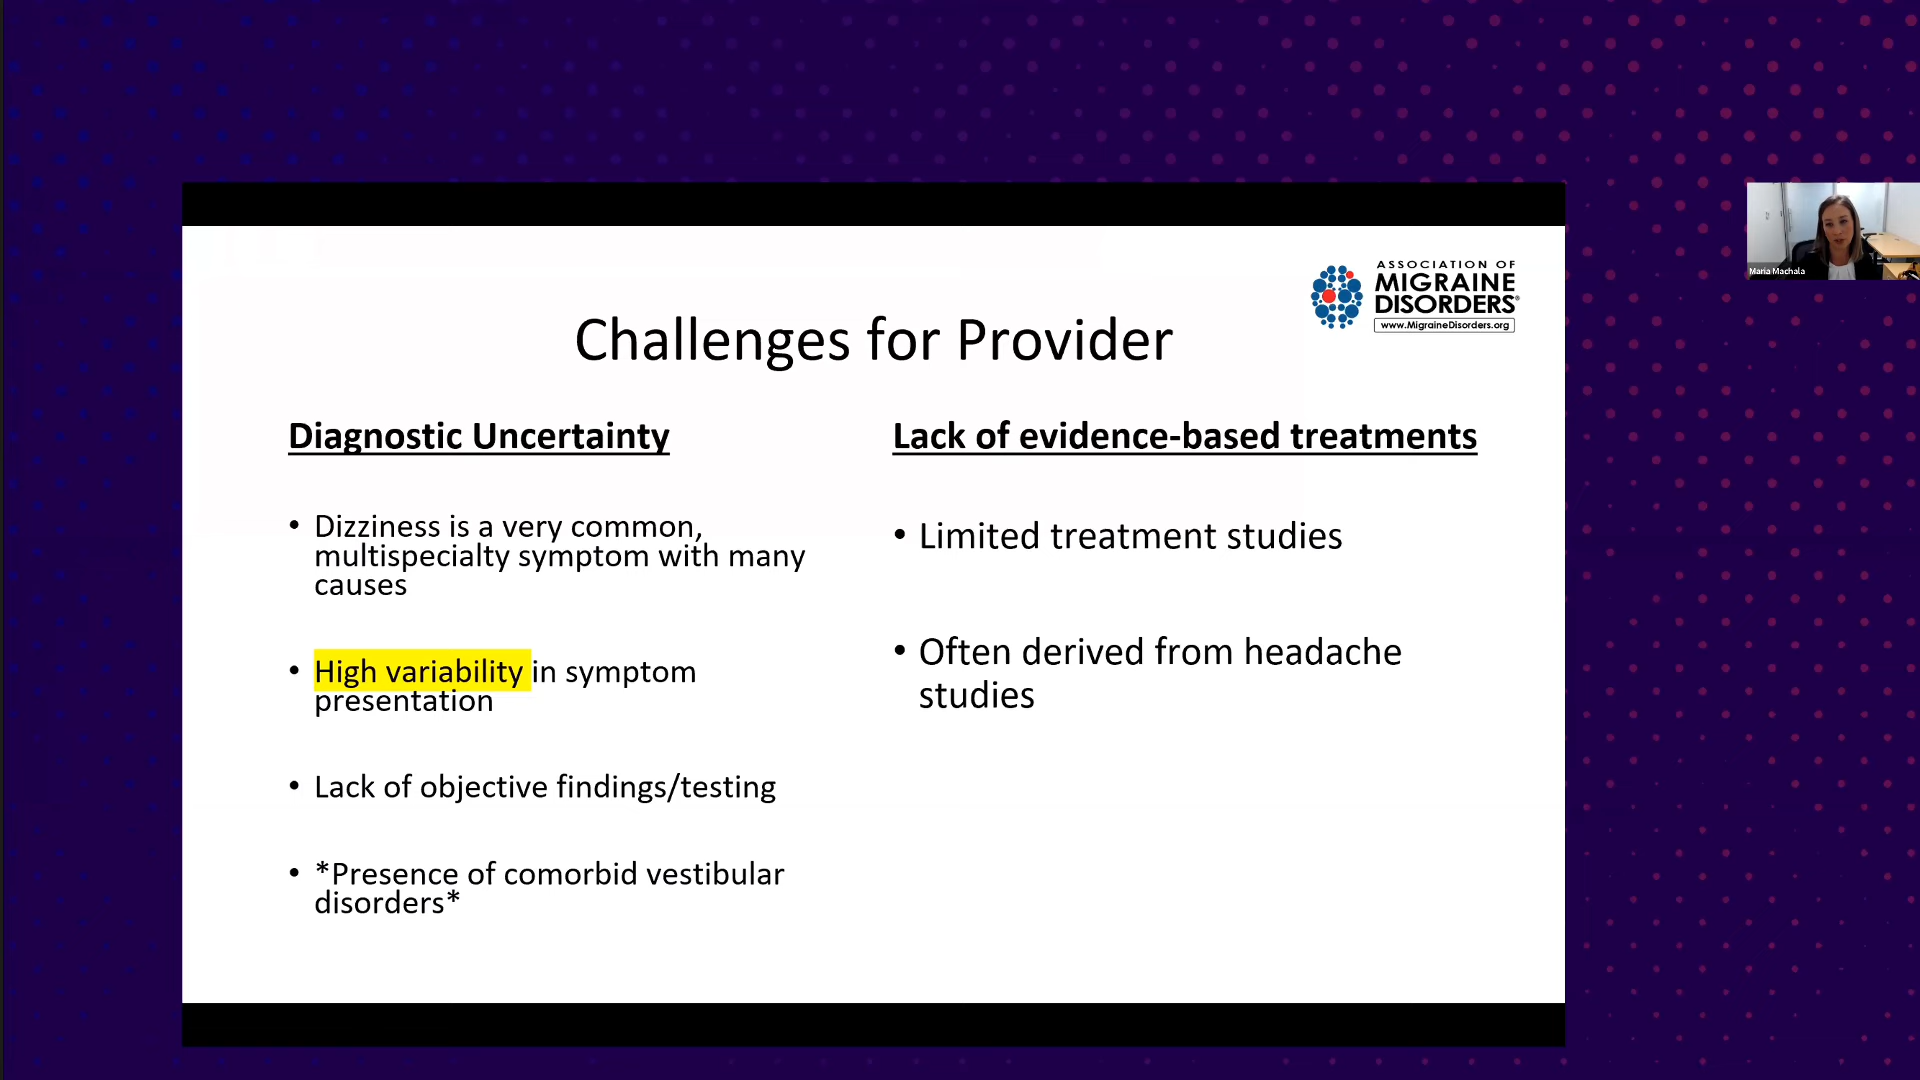 ASSOCIATION OF
MIGRAINE
DISORDERS®
www.MigraineDisorders.org
Challenges for Provider
Diagnostic Uncertainty
• Dizziness is a very common,
multispecialty symptom with many
causes
• High variability in symptom
presentation
• Lack of objective findings/testing
• *Presence of comorbid vestibular
disorders*
Lack of evidence-based treatments
• Limited treatment studies
• Often derived from headache
studies
Maria Machala